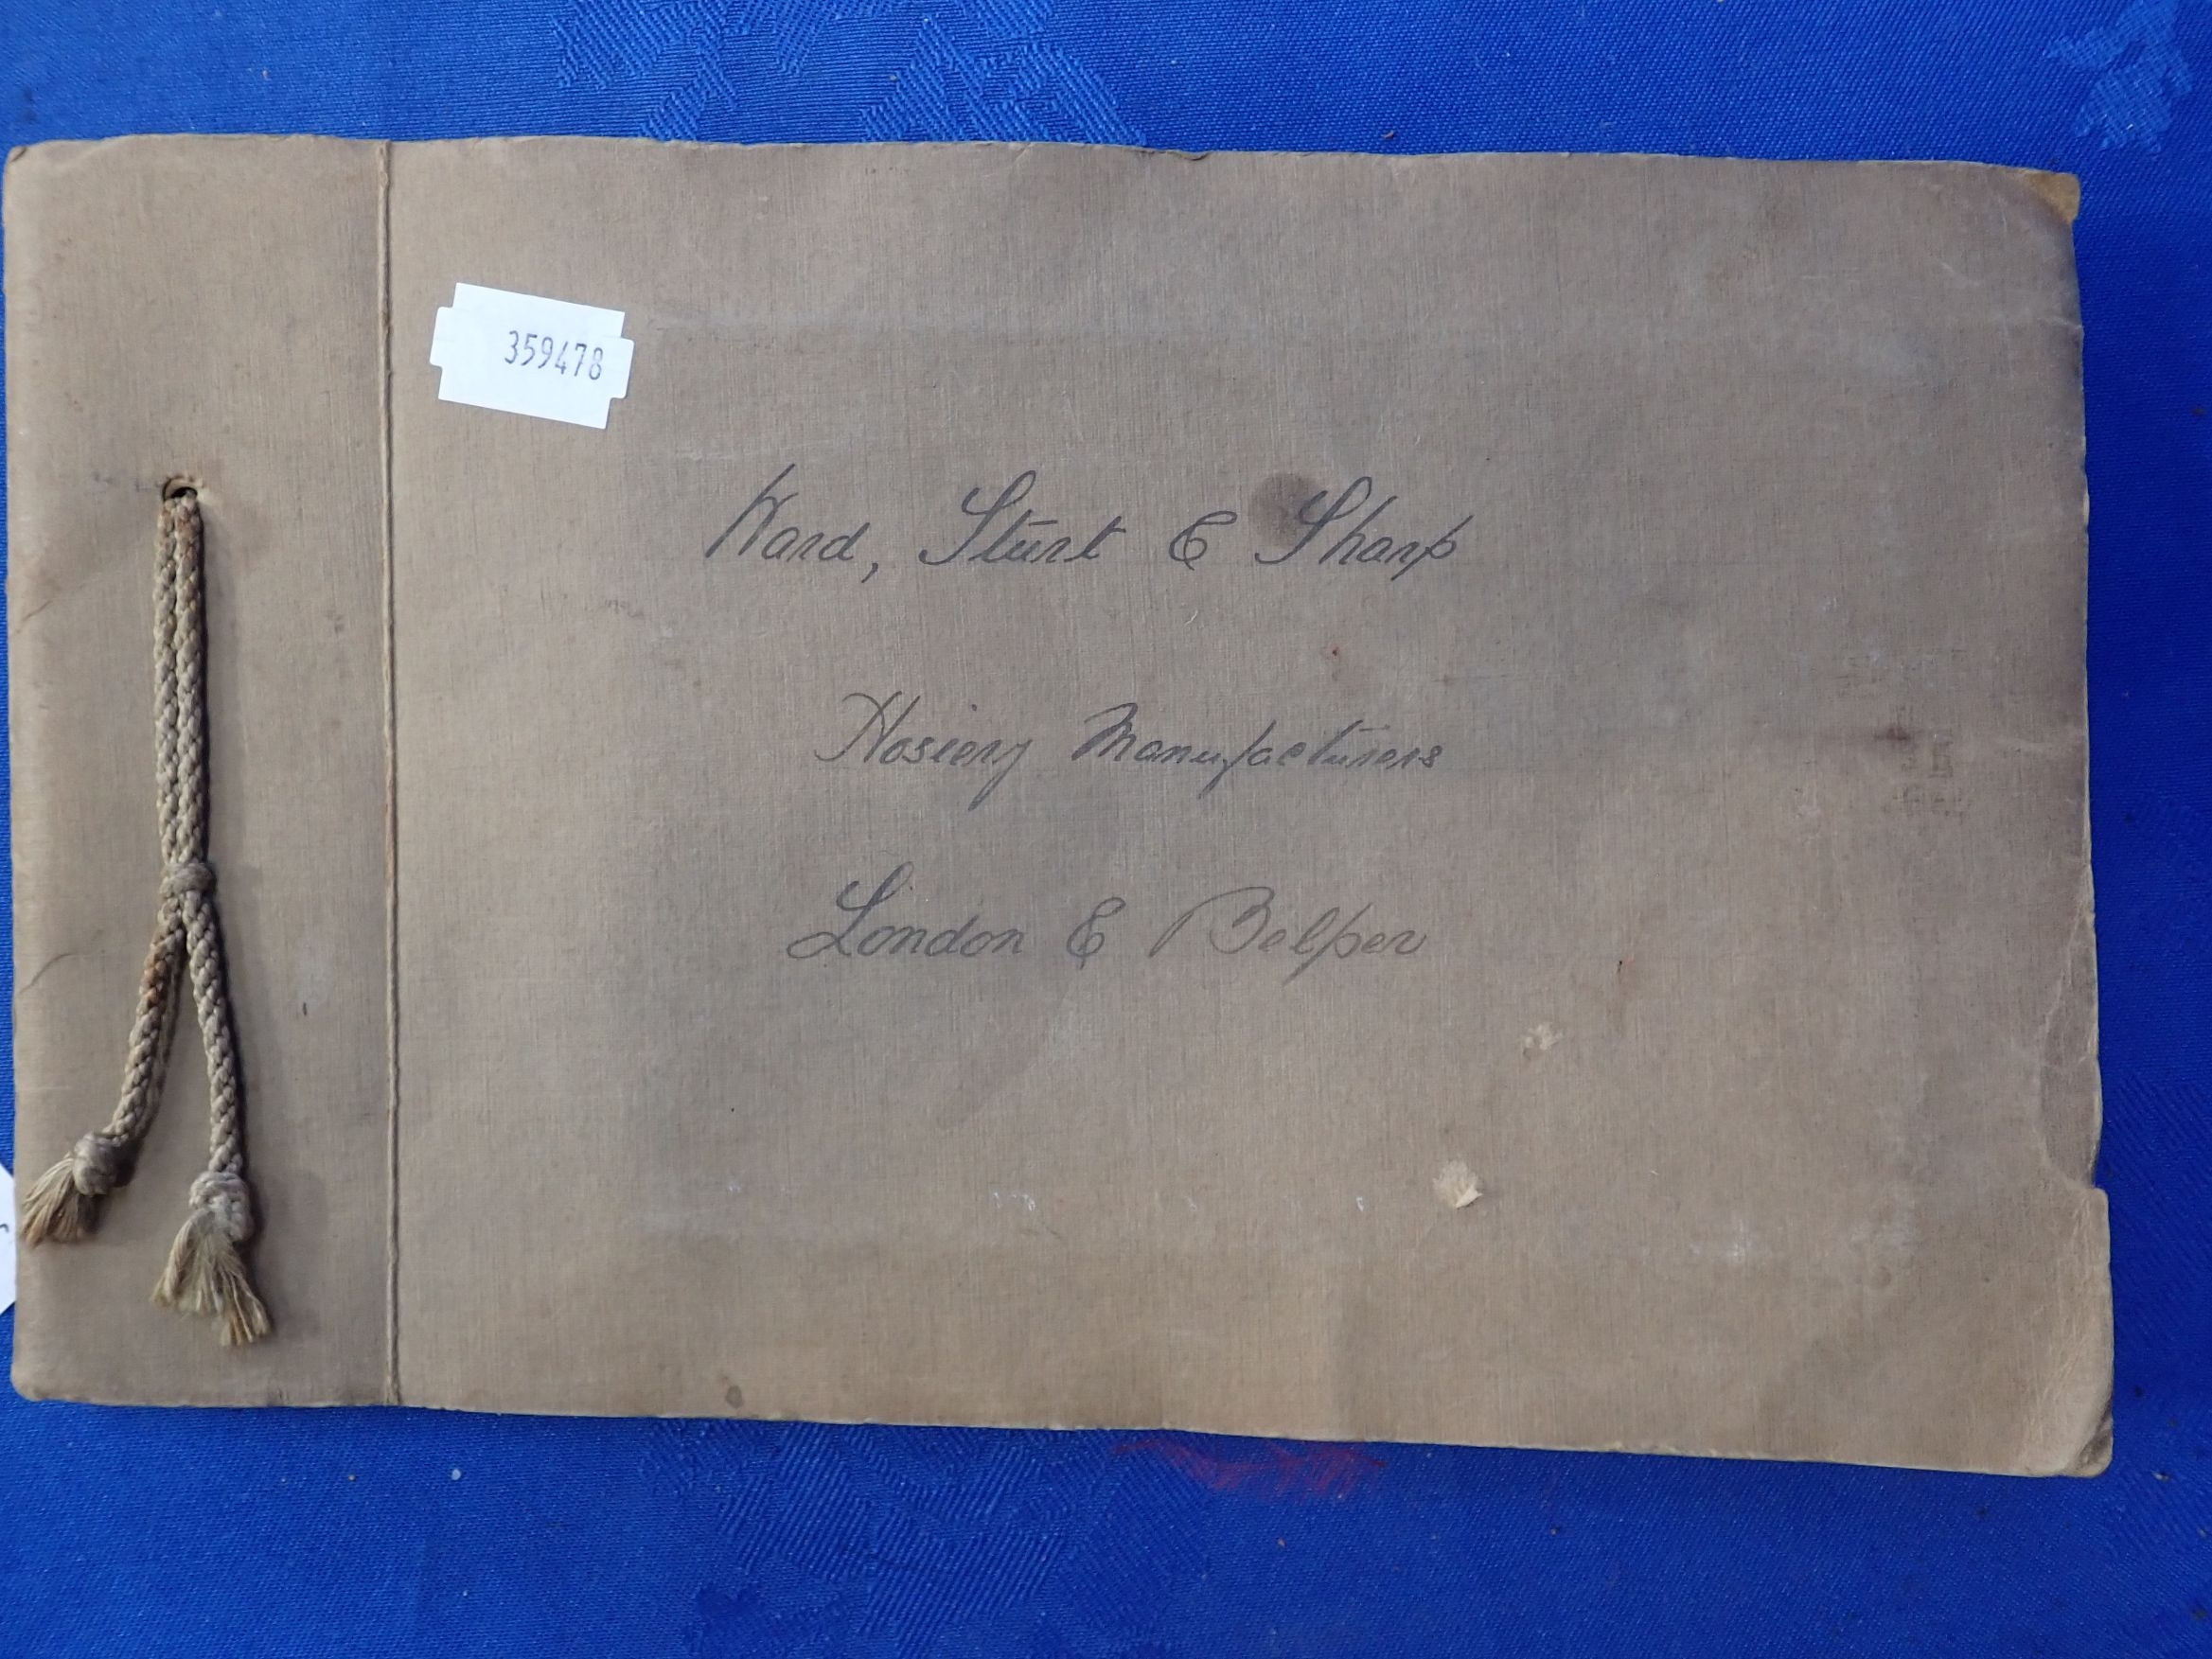 359478
Ward, Sturt & Sharp
Hosiery Manufacturers
London & Belper